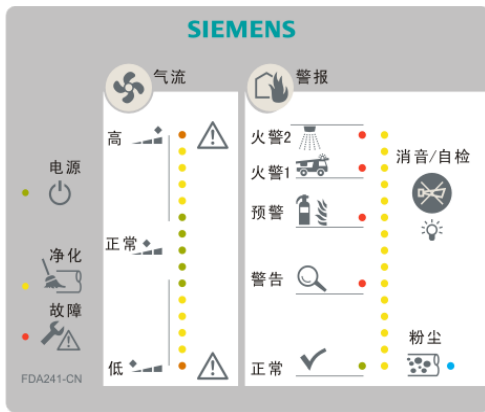 SIEMENS
气流
警报
高
火警2
火警1
消音/自检
电源
预警
正常
净化
警告
故障
粉尘
低
正常
FDA241-CN